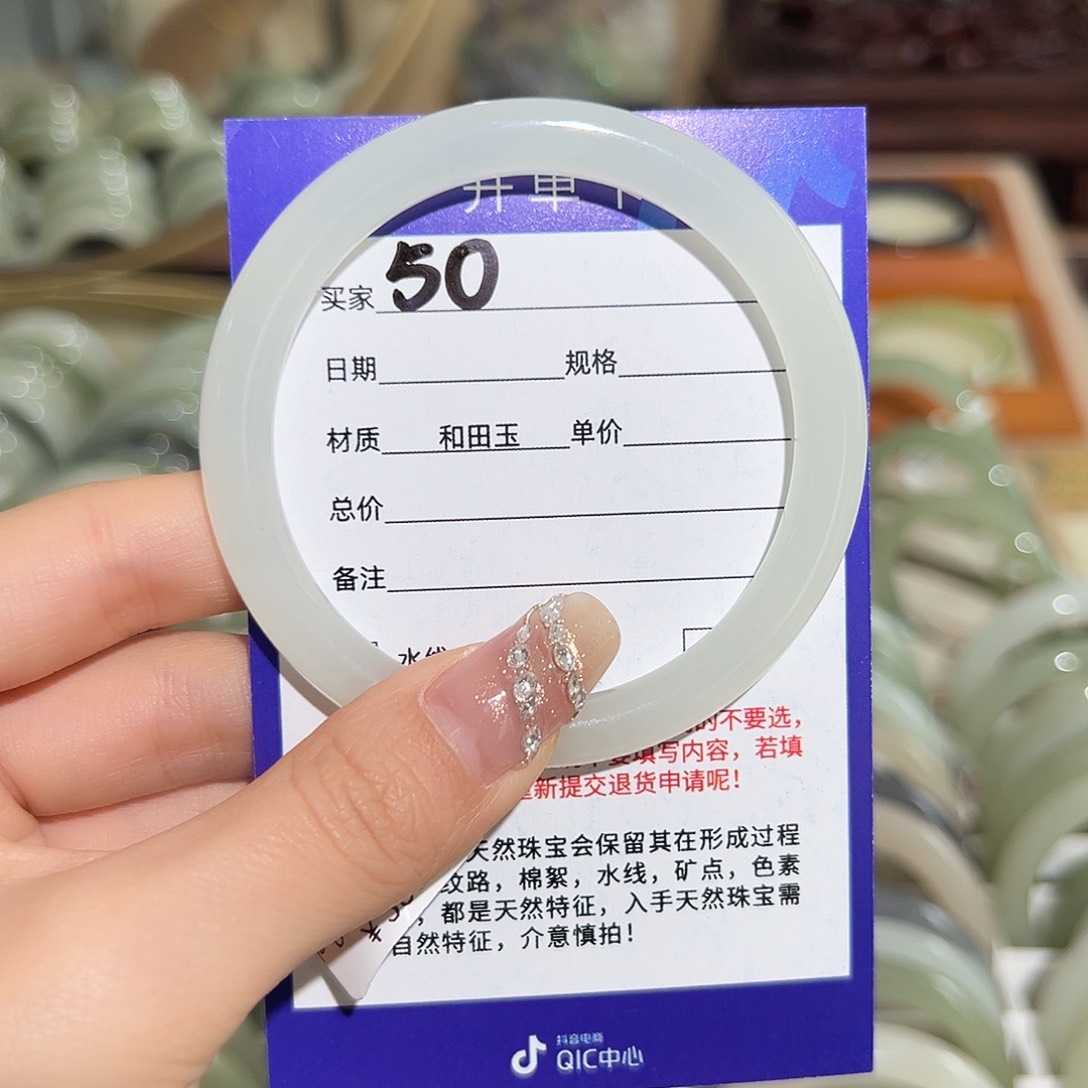 开单
买家 50
日期 规格
材质 和田玉 单价
总价
备注
水线
的不要选,
填写内容,若填
新提交退货申请呢!
天然珠宝会保留其在形成过程
纹路,棉絮,水线,矿点,色素
,都是天然特征,入手天然珠宝需
自然特征,介意慎拍!
抖音电商
QIC中心